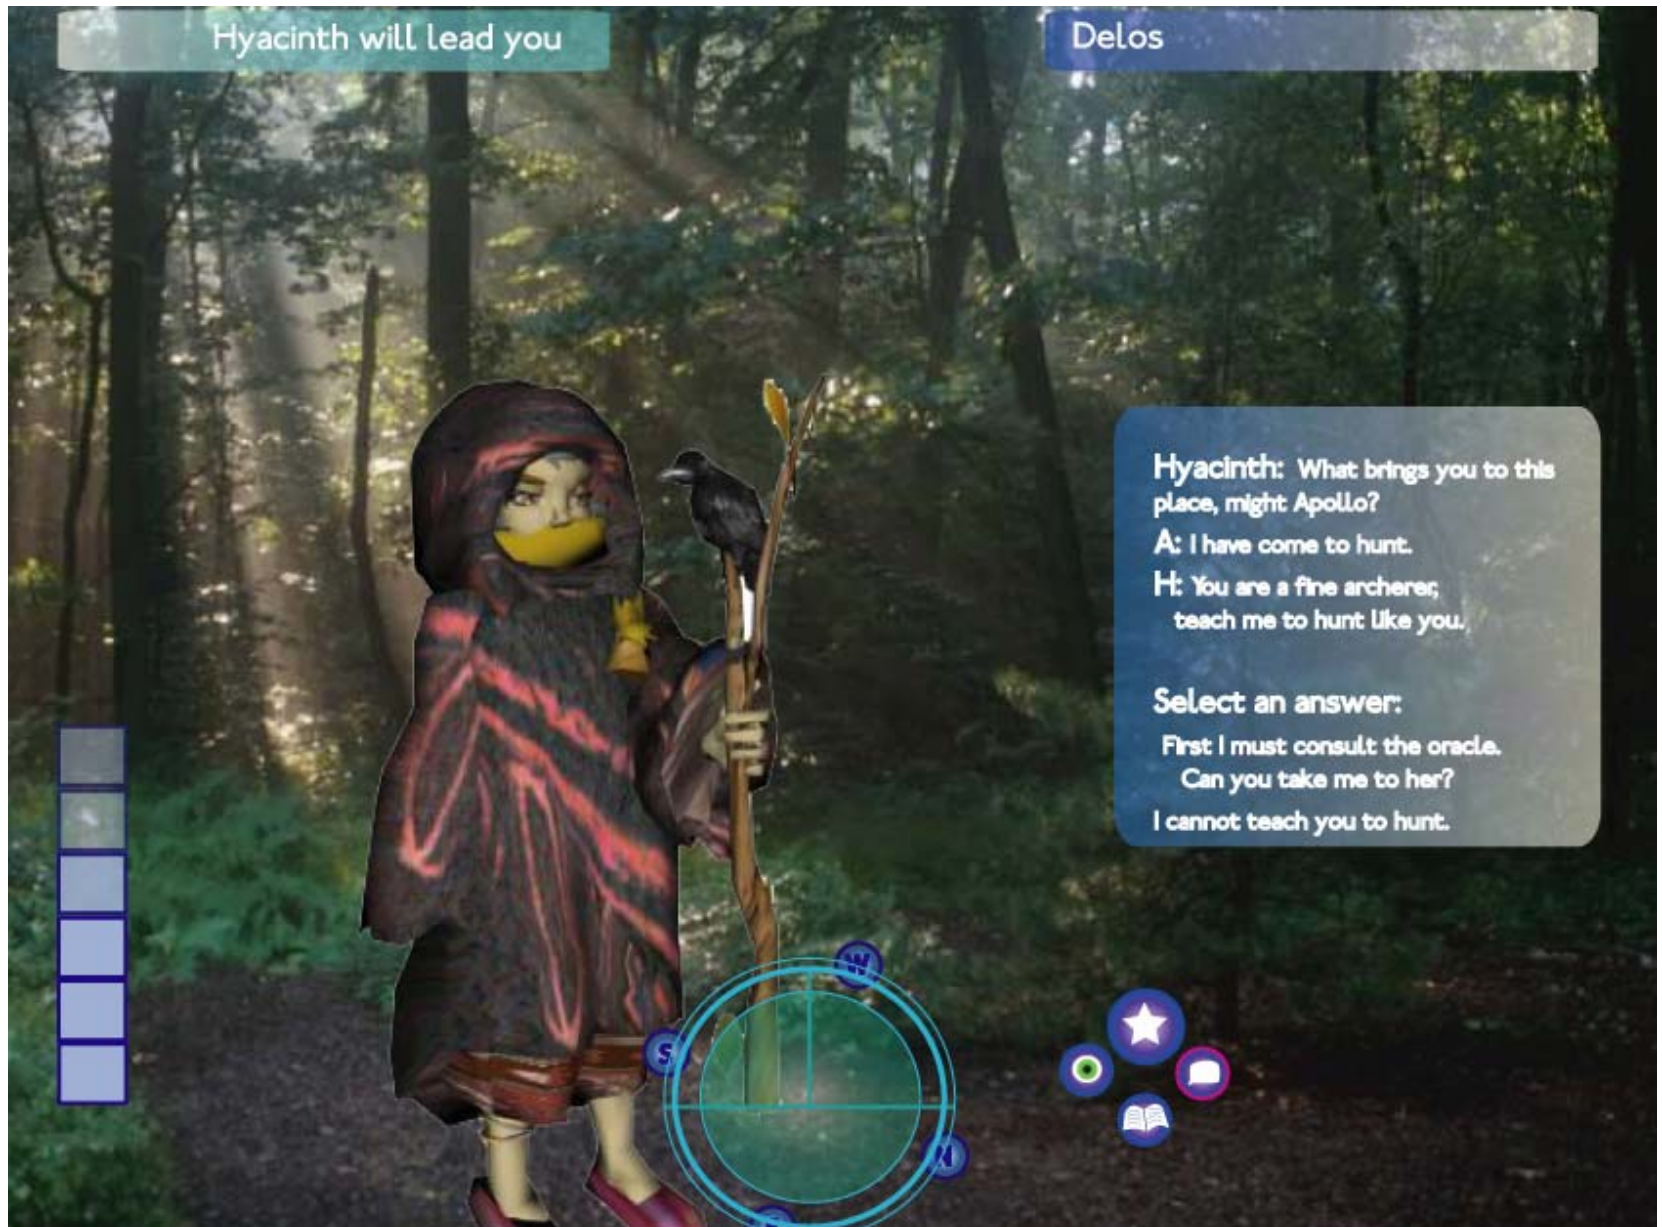 Hyacinth will lead you
Delos
Hyacinth: What brings you to this
place, might Apollo?
A: I have come to hunt.
H: You are a fine archerer,
teach me to hunt like you.
Select an answer:
First I must consult the oracle.
Can you take me to her?
I cannot teach you to hunt.
W
S
N